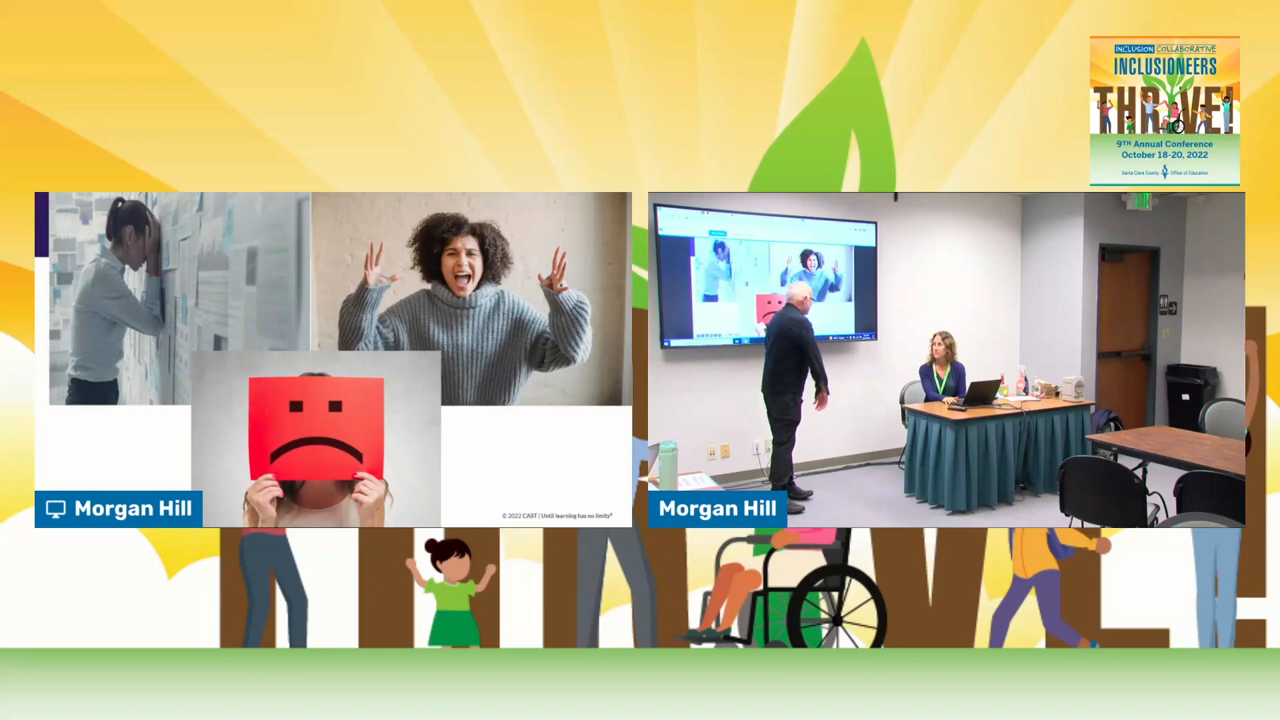 INCLUSION COLLABORATIVE
INCLUSIONEERS
THRIVE!
9TH Annual Conference
October 18-20, 2022
Santa Clara County Office of Education
© 2022 CAST | Until learning has no limits®
Morgan Hill
Morgan Hill